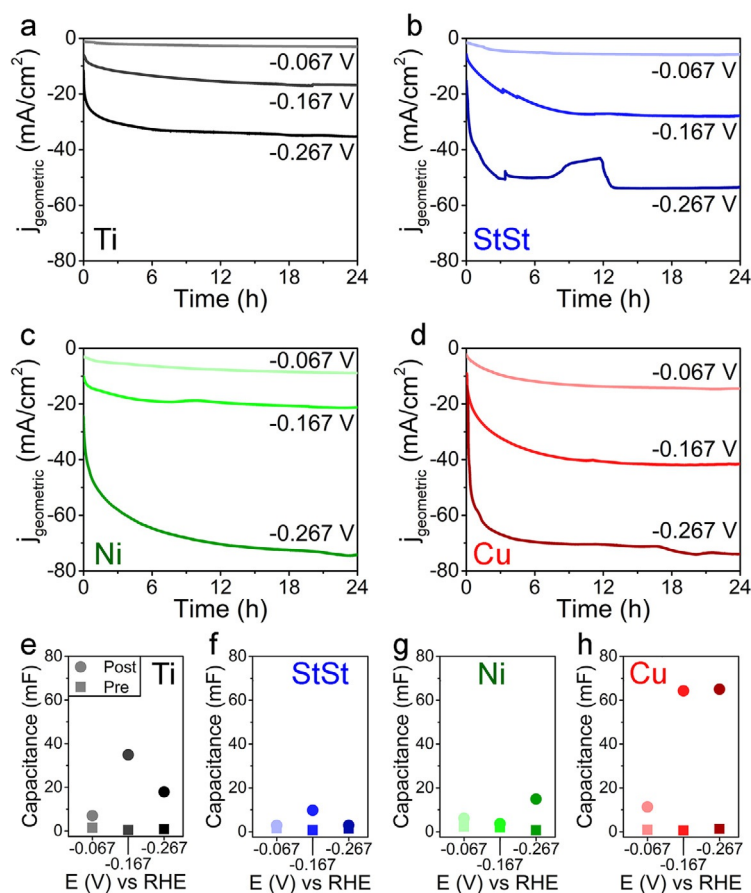 a
0
-20
-40
-60
-80
j geometric (mA/cm²)
-0.067 V
-0.167 V
-0.267 V
Ti
0 6 12 18 24
Time (h)
b
0
-20
-40
-60
-80
j geometric (mA/cm²)
-0.067 V
-0.167 V
-0.267 V
StSt
0 6 12 18 24
Time (h)
c
0
-20
-40
-60
-80
j geometric (mA/cm²)
-0.067 V
-0.167 V
-0.267 V
Ni
0 6 12 18 24
Time (h)
d
0
-20
-40
-60
-80
j geometric (mA/cm²)
-0.067 V
-0.167 V
-0.267 V
Cu
0 6 12 18 24
Time (h)
e
80
60
40
20
0
Capacitance (mF)
Post
Pre
Ti
-0.067 -0.267
-0.167
E (V) vs RHE
f
80
60
40
20
0
Capacitance (mF)
StSt
-0.067 -0.267
-0.167
E (V) vs RHE
g
80
60
40
20
0
Capacitance (mF)
Ni
-0.067 -0.267
-0.167
E (V) vs RHE
h
80
60
40
20
0
Capacitance (mF)
Cu
-0.067 -0.267
-0.167
E (V) vs RHE